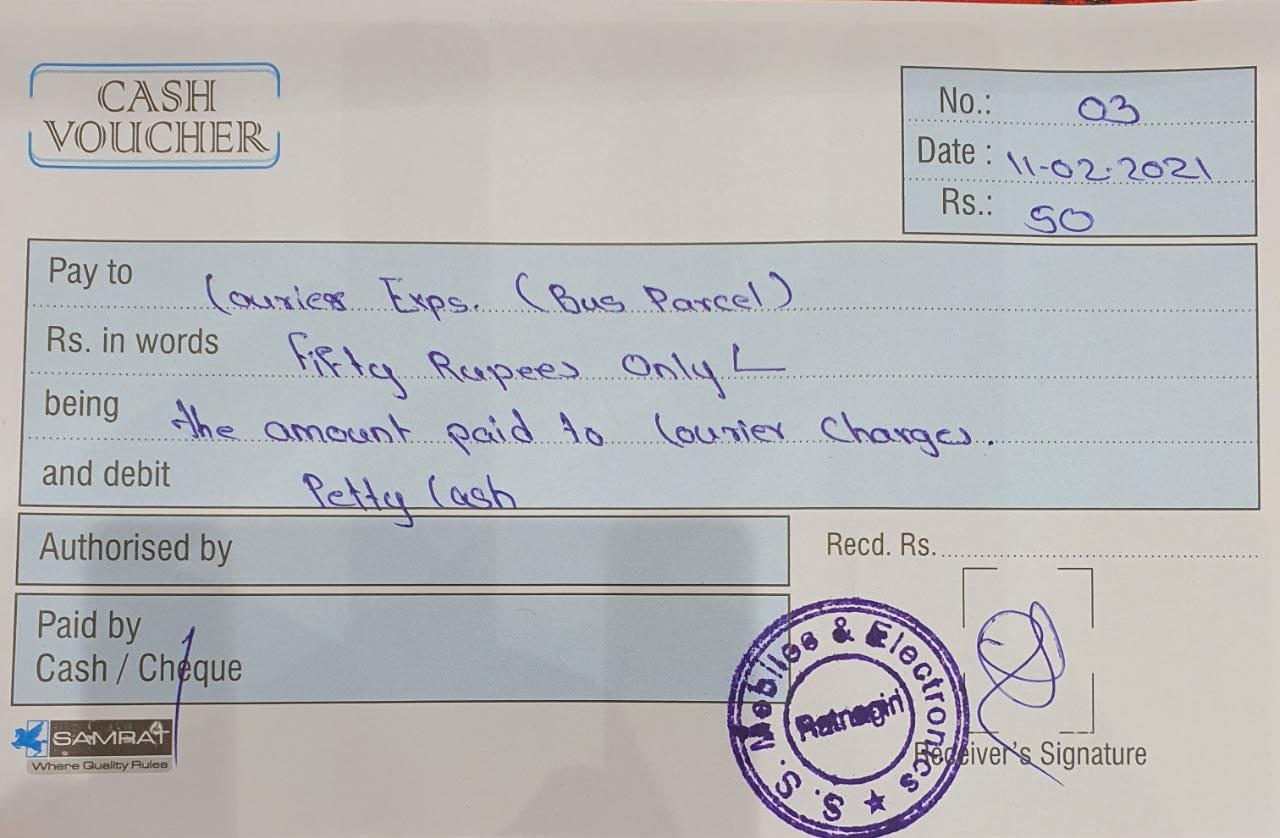 CASH
VOUCHER
No.: 03
Date : 11-02-2021
Rs.: 50
Pay to Courier Exps. (Bus Parcel)
Rs. in words Fifty Rupees Only
being the amount paid to Courier Charges.
and debit Petty Cash
Authorised by
Recd. Rs.
Paid by
Cash / Cheque
S. S. Mobiles & Electronics ★
Ratnagiri
Receiver's Signature
SAMRAT
Where Quality Rules